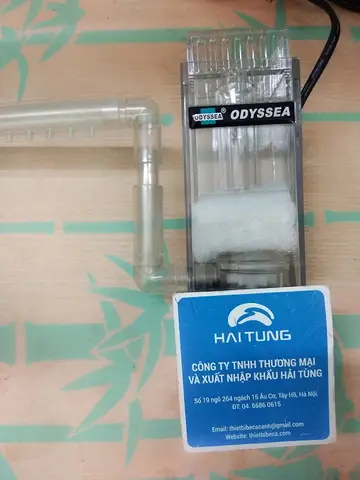 ODYSSEA ® ODYSSEA
HAI TUNG
CÔNG TY TNHH THƯƠNG MẠI
VÀ XUẤT NHẬP KHẨU HẢI TÙNG
Số 19 ngõ 264 ngách 15 Âu Cơ, Tây Hồ, Hà Nội.
ĐT: 04. 6686 0615
Email: thietbibecacanh@gmail.com
Website: thietbibeca.com